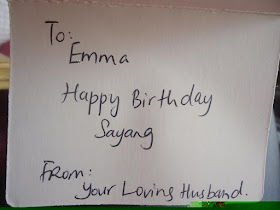 To:
Emma
Happy Birthday
Sayang
From:
Your Loving Husband.